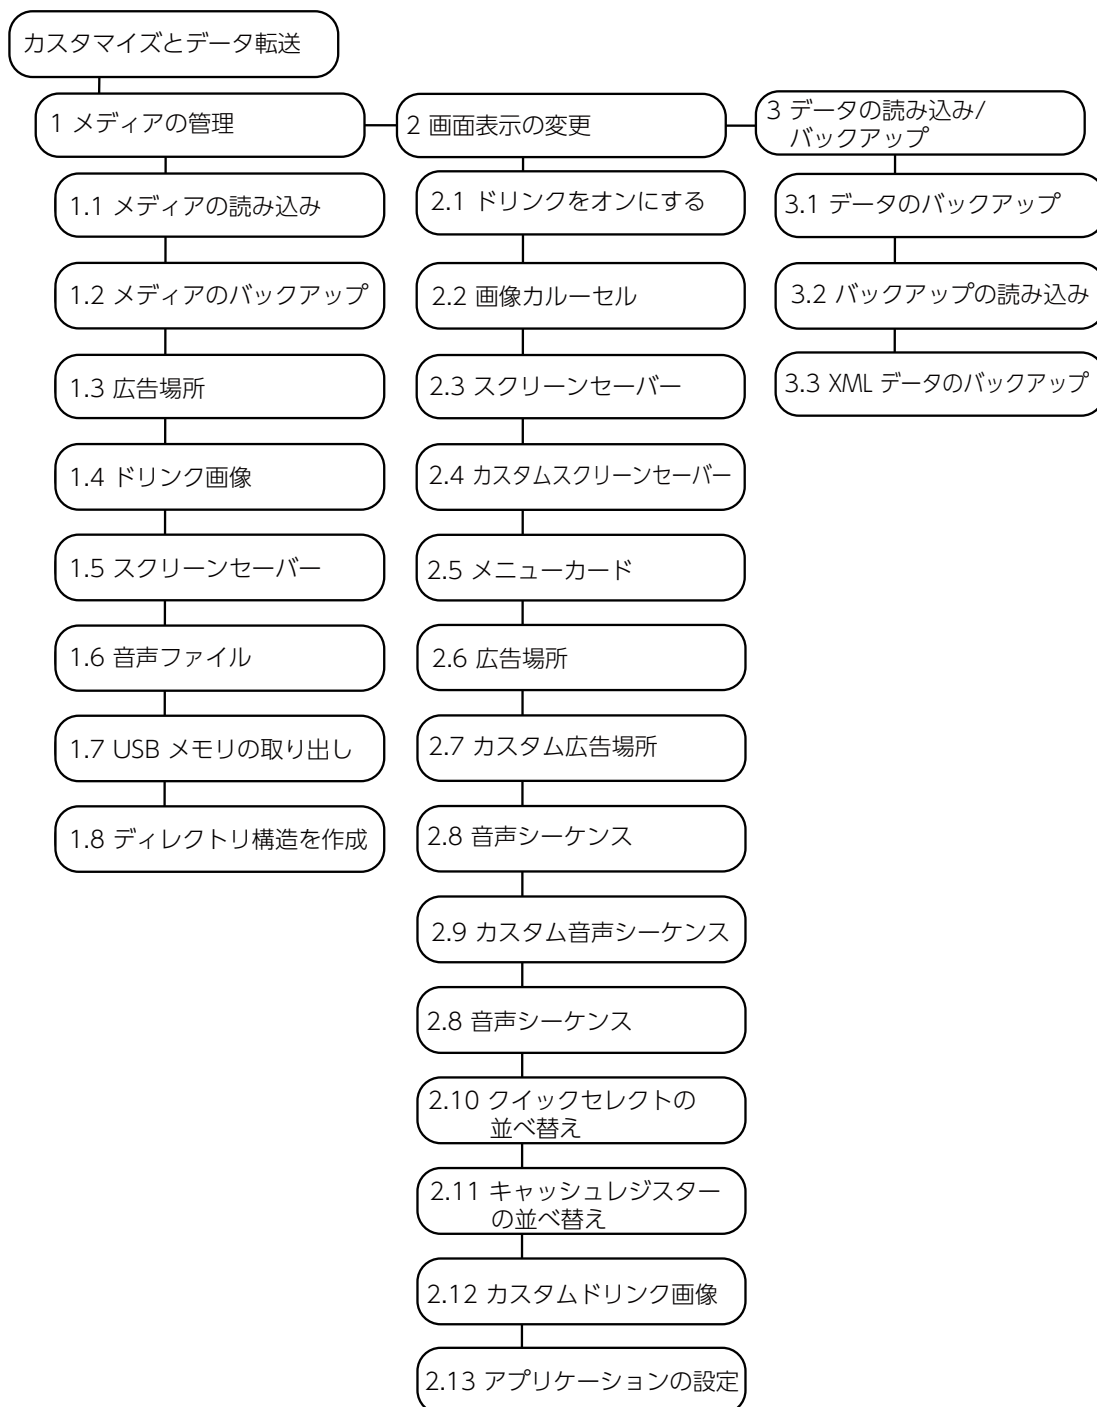 カスタマイズとデータ転送
1 メディアの管理
1.1 メディアの読み込み
1.2 メディアのバックアップ
1.3 広告場所
1.4 ドリンク画像
1.5 スクリーンセーバー
1.6 音声ファイル
1.7 USB メモリの取り出し
1.8 ディレクトリ構造を作成
2 画面表示の変更
2.1 ドリンクをオンにする
2.2 画像カルーセル
2.3 スクリーンセーバー
2.4 カスタムスクリーンセーバー
2.5 メニューカード
2.6 広告場所
2.7 カスタム広告場所
2.8 音声シーケンス
2.9 カスタム音声シーケンス
2.8 音声シーケンス
2.10 クイックセレクトの
並べ替え
2.11 キャッシュレジスター
の並べ替え
2.12 カスタムドリンク画像
2.13 アプリケーションの設定
3 データの読み込み/
バックアップ
3.1 データのバックアップ
3.2 バックアップの読み込み
3.3 XML データのバックアップ